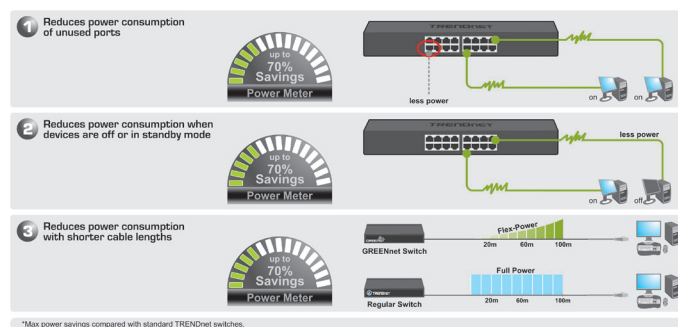 1 Reduces power consumption
of unused ports
up to
70%
Savings
Power Meter
TRENDNET
less power
on
on
2 Reduces power consumption when
devices are off or in standby mode
up to
70%
Savings
Power Meter
TRENDNET
less power
on
off
3 Reduces power consumption
with shorter cable lengths
up to
70%
Savings
Power Meter
GREENnet Switch
Flex-Power
20m 60m 100m
TRENDNET
Regular Switch
Full Power
20m 60m 100m
*Max power savings compared with standard TRENDnet switches.